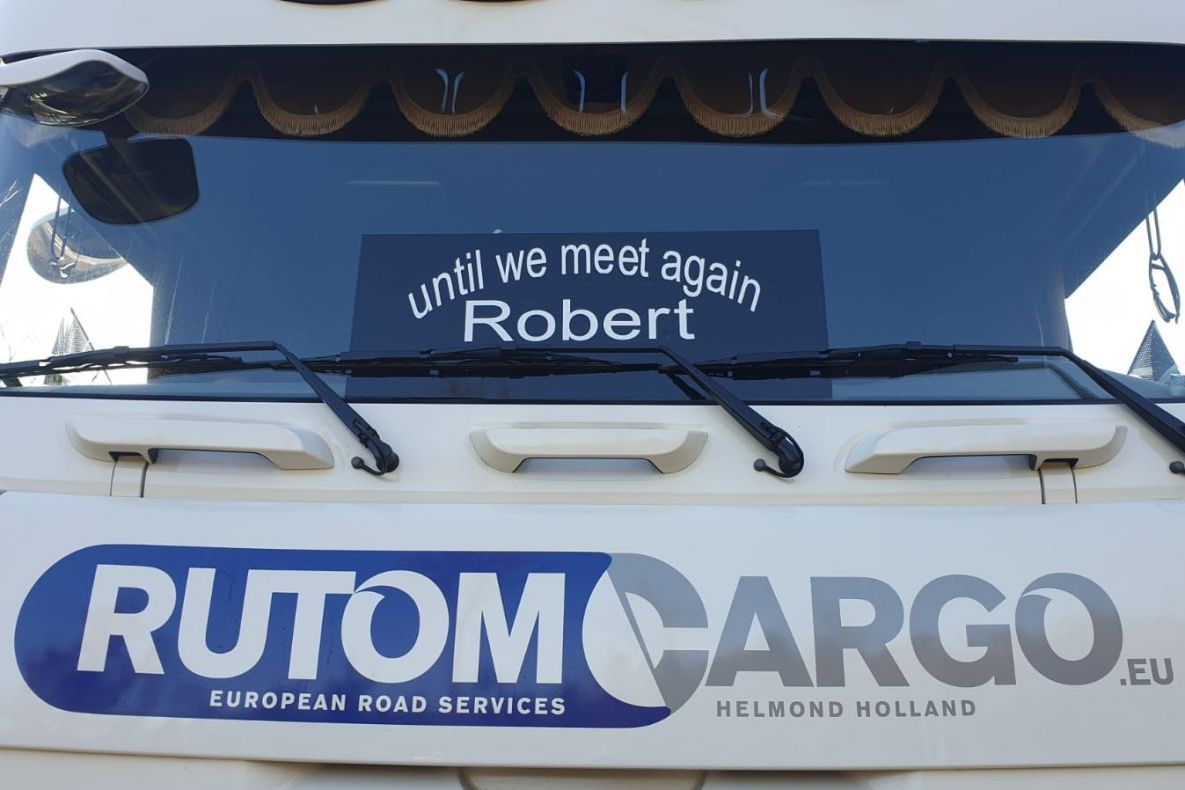 until we meet again
Robert
RUTOM CARGO.EU
EUROPEAN ROAD SERVICES
HELMOND HOLLAND